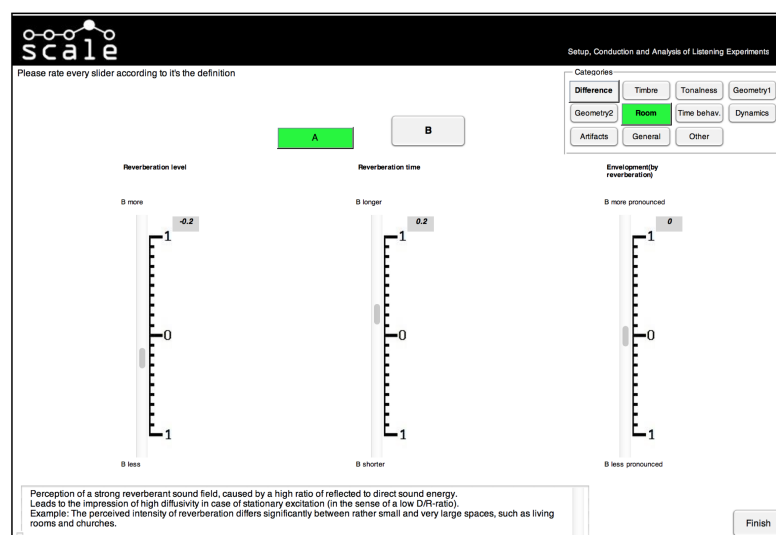 scale
Setup, Conduction and Analysis of Listening Experiments
Please rate every slider according to it's the definition
Categories
Difference Timbre Tonalness Geometry1
Geometry2 Room Time behav. Dynamics
Artifacts General Other
A B
Reverberation level Reverberation time Envelopment(by
reverberation)
B more B longer B more pronounced
-0.2 0.2 0
1 1 1
0 0 0
1 1 1
B less B shorter B less pronounced
Perception of a strong reverberant sound field, caused by a high ratio of reflected to direct sound energy.
Leads to the impression of high diffusivity in case of stationary excitation (in the sense of a low D/R-ratio).
Example: The perceived intensity of reverberation differs significantly between rather small and very large spaces, such as living
rooms and churches.
Finish